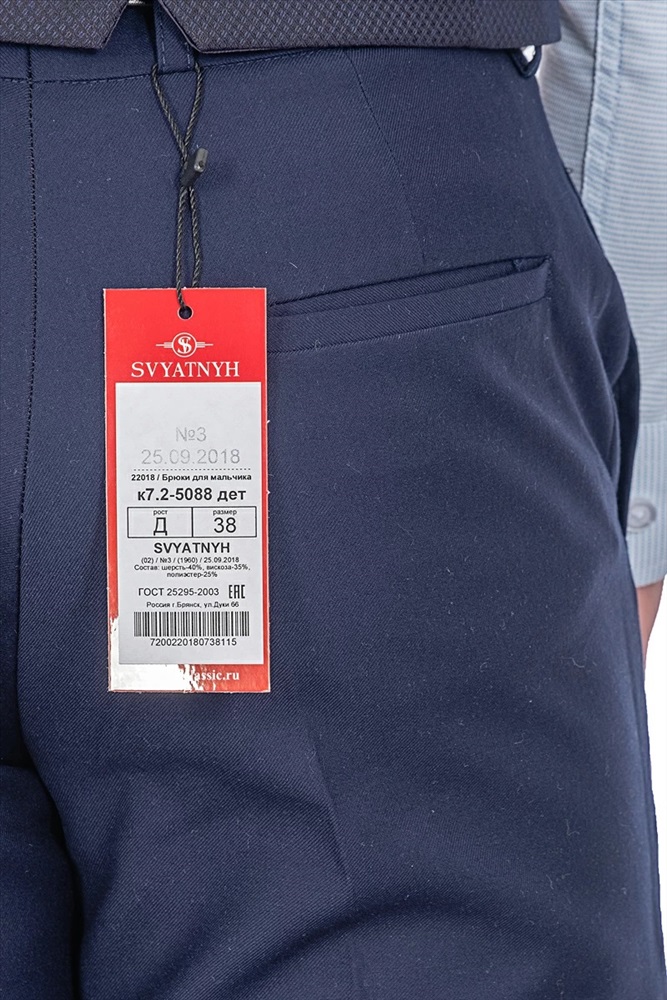 SVYATNYH
№3
25.09.2018
22018 / Брюки для мальчика
к7.2-5088 дет
рост размер
Д 38
SVYATNYH
(02) / №3 / (1960) / 25.09.2018
Состав: шерсть-40%, вискоза-35%,
полиэстер-25%
ГОСТ 25295-2003 EAC
Россия г.Брянск, ул.Дуки 66
7200220180738115
assic.ru